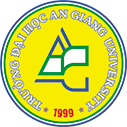 TRƯỜNG ĐẠI HỌC AN GIANG UNIVERSITY
1999